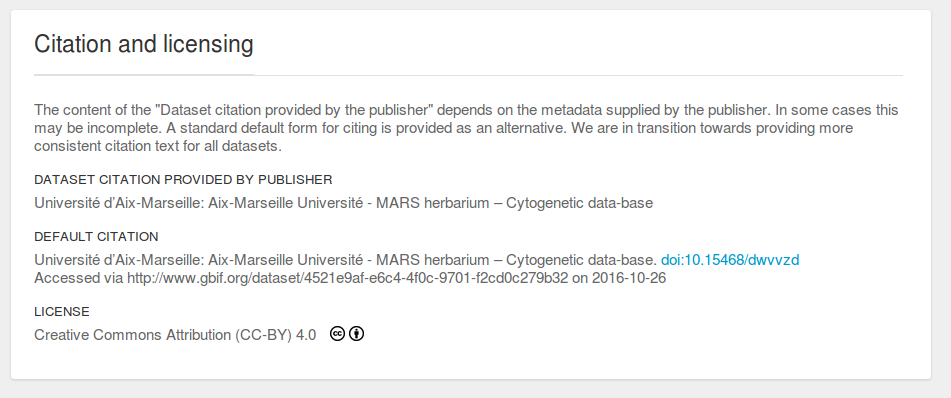 Citation and licensing
The content of the "Dataset citation provided by the publisher" depends on the metadata supplied by the publisher. In some cases this
may be incomplete. A standard default form for citing is provided as an alternative. We are in transition towards providing more
consistent citation text for all datasets.
DATASET CITATION PROVIDED BY PUBLISHER
Université d'Aix-Marseille: Aix-Marseille Université - MARS herbarium – Cytogenetic data-base
DEFAULT CITATION
Université d'Aix-Marseille: Aix-Marseille Université - MARS herbarium – Cytogenetic data-base. doi:10.15468/dwvvzd
Accessed via http://www.gbif.org/dataset/4521e9af-e6c4-4f0c-9701-f2cd0c279b32 on 2016-10-26
LICENSE
Creative Commons Attribution (CC-BY) 4.0 cc